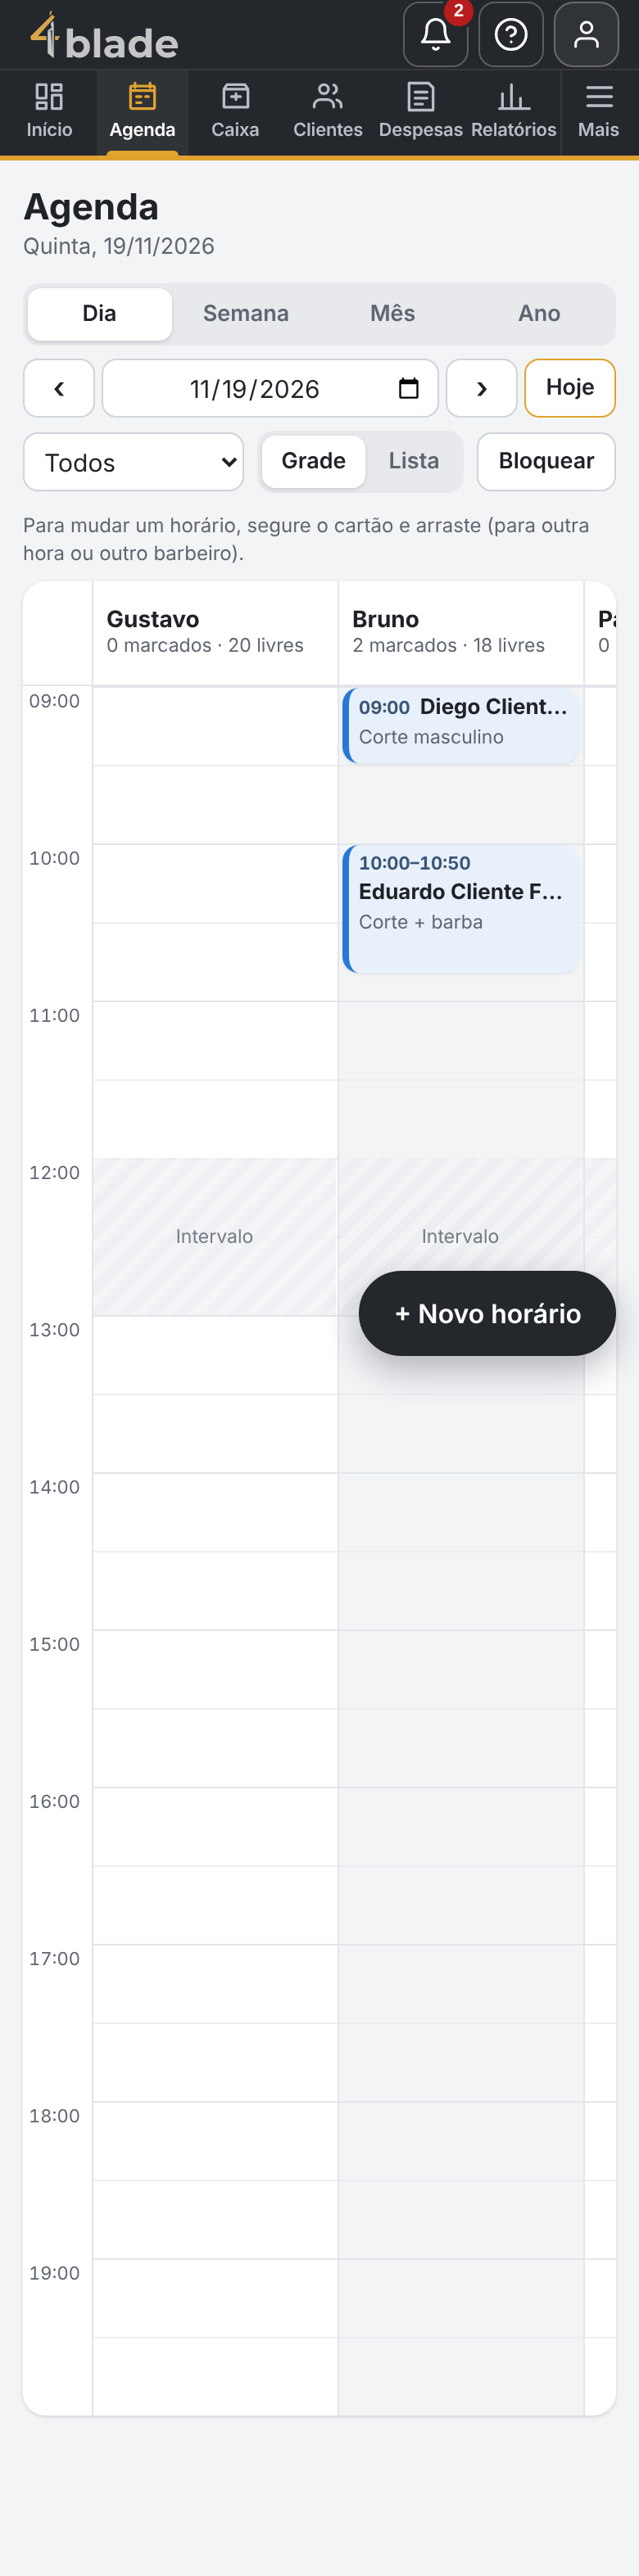 4blade
2
Início
Agenda
Caixa
Clientes
Despesas
Relatórios
Mais
Agenda
Quinta, 19/11/2026
Dia
Semana
Mês
Ano
‹
11/19/2026
›
Hoje
Todos
Grade
Lista
Bloquear
Para mudar um horário, segure o cartão e arraste (para outra
hora ou outro barbeiro).
Gustavo
0 marcados · 20 livres
Bruno
2 marcados · 18 livres
0
09:00
09:00 Diego Client…
Corte masculino
10:00
10:00–10:50
Eduardo Cliente F…
Corte + barba
11:00
12:00
Intervalo
Intervalo
+ Novo horário
13:00
14:00
15:00
16:00
17:00
18:00
19:00